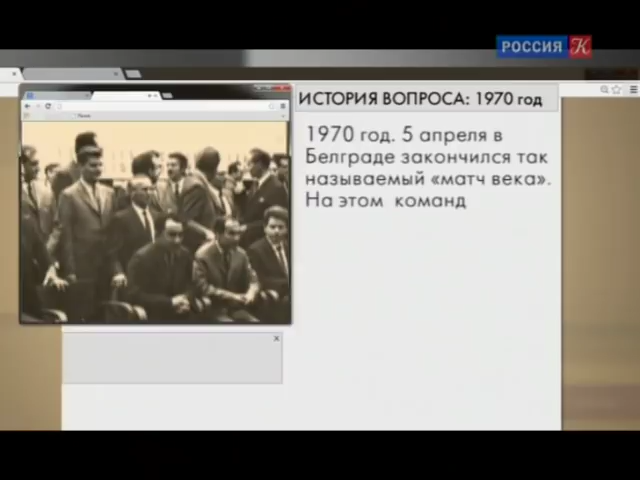 РОССИЯ К
ИСТОРИЯ ВОПРОСА: 1970 год
1970 год. 5 апреля в
Белграде закончился так
называемый «матч века».
На этом команд